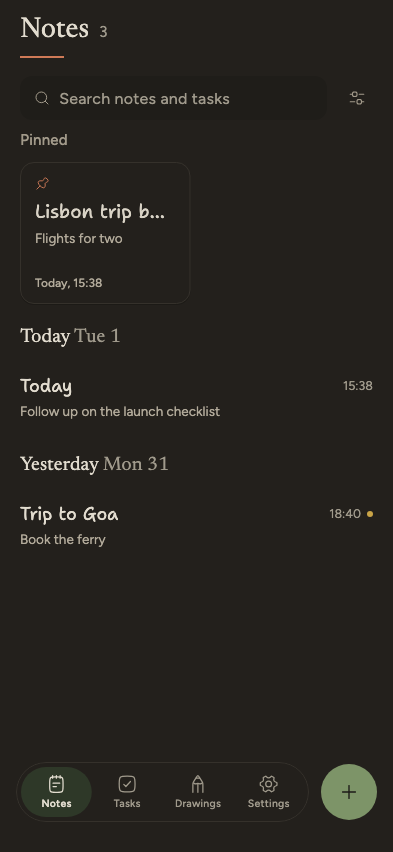 Notes 3
Search notes and tasks
Pinned
Lisbon trip b...
Flights for two
Today, 15:38
Today Tue 1
Today 15:38
Follow up on the launch checklist
Yesterday Mon 31
Trip to Goa 18:40
Book the ferry
Notes Tasks Drawings Settings